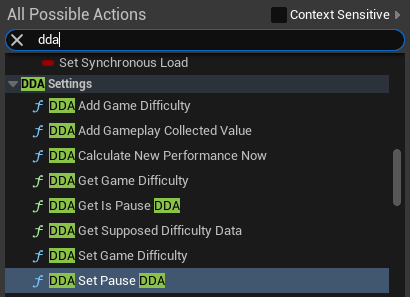 All Possible Actions
Context Sensitive
dda
Set Synchronous Load
DDA Settings
DDA Add Game Difficulty
DDA Add Gameplay Collected Value
DDA Calculate New Performance Now
DDA Get Game Difficulty
DDA Get Is Pause DDA
DDA Get Supposed Difficulty Data
DDA Set Game Difficulty
DDA Set Pause DDA